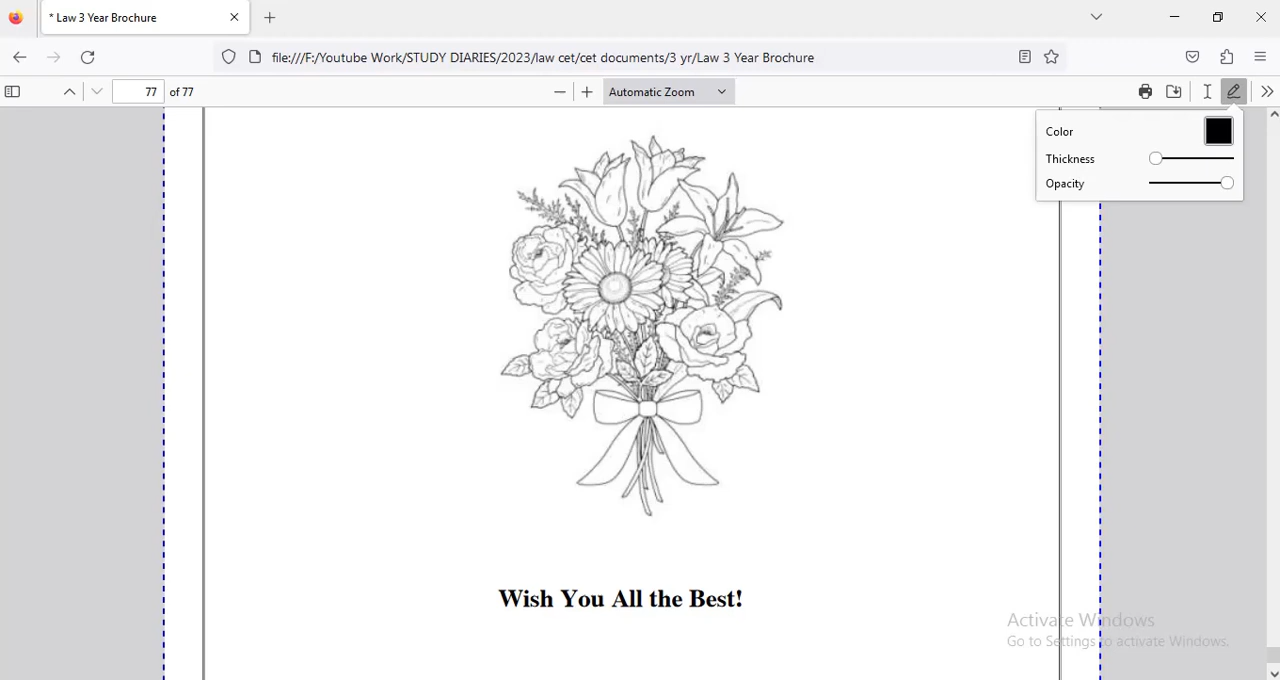 * Law 3 Year Brochure
file:///F:/Youtube Work/STUDY DIARIES/2023/law cet/cet documents/3 yr/Law 3 Year Brochure
77 of 77
Automatic Zoom
Color
Thickness
Opacity
Wish You All the Best!
Activate Windows
Go to Settings to activate Windows.